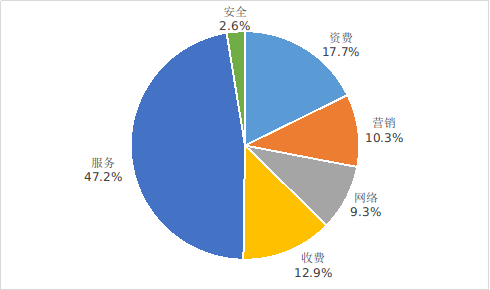 安全
2.6%
资费
17.7%
营销
10.3%
网络
9.3%
收费
12.9%
服务
47.2%